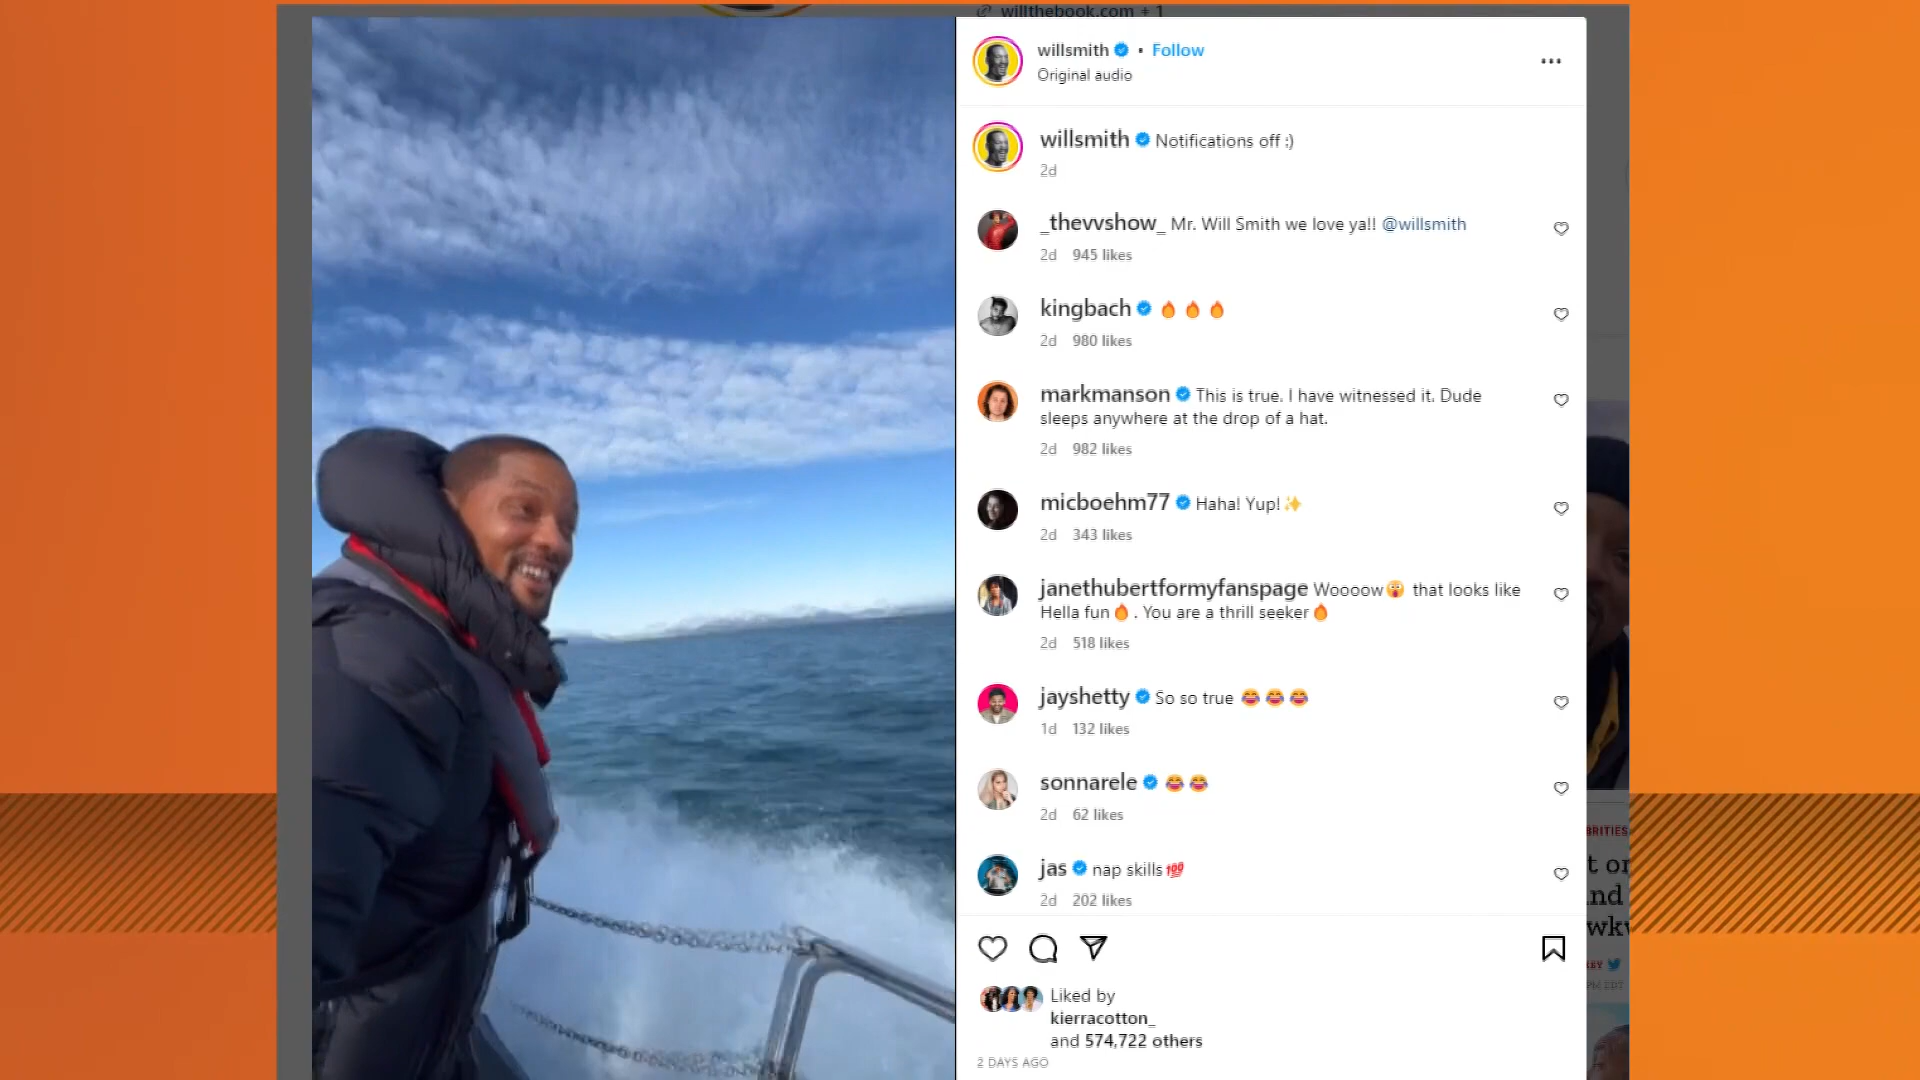 willthebook.com + 1
willsmith • Follow
Original audio
willsmith Notifications off :)
2d
_thevvshow_ Mr. Will Smith we love ya!! @willsmith
2d 945 likes
kingbach 🔥🔥🔥
2d 980 likes
markmanson This is true. I have witnessed it. Dude
sleeps anywhere at the drop of a hat.
2d 982 likes
micboehm77 Haha! Yup!✨
2d 343 likes
janethubertformyfanspage Woooow😲 that looks like
Hella fun🔥. You are a thrill seeker🔥
2d 518 likes
jayshetty So so true 😂😂😂
1d 132 likes
sonnarele 😂😂
2d 62 likes
jas nap skills💯
2d 202 likes
Liked by
kierracotton_
and 574,722 others
2 DAYS AGO